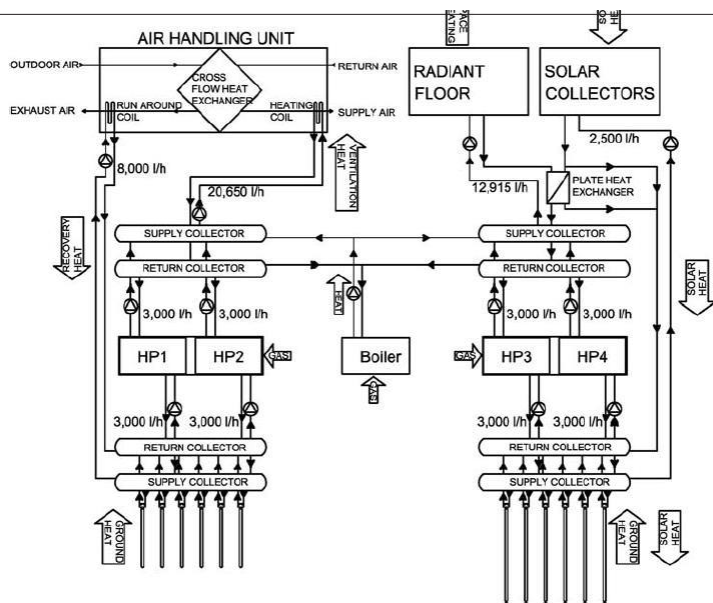 AIR HANDLING UNIT
OUTDOOR AIR
RETURN AIR
CROSS
FLOW HEAT
EXCHANGER
EXHAUST AIR
RUN AROUND
COIL
HEATING
COIL
SUPPLY AIR
8,000 l/h
20,650 l/h
VENTILATION
HEAT
RECOVERY
HEAT
RADIANT
FLOOR
SOLAR
COLLECTORS
2,500 l/h
12,915 l/h
PLATE HEAT
EXCHANGER
SUPPLY COLLECTOR
RETURN COLLECTOR
SUPPLY COLLECTOR
RETURN COLLECTOR
HEAT
SOLAR
HEAT
3,000 l/h
3,000 l/h
3,000 l/h
3,000 l/h
HP1
HP2
GAS
Boiler
GAS
GAS
HP3
HP4
3,000 l/h
3,000 l/h
3,000 l/h
3,000 l/h
RETURN COLLECTOR
SUPPLY COLLECTOR
RETURN COLLECTOR
SUPPLY COLLECTOR
GROUND
HEAT
GROUND
HEAT
SOLAR
HEAT